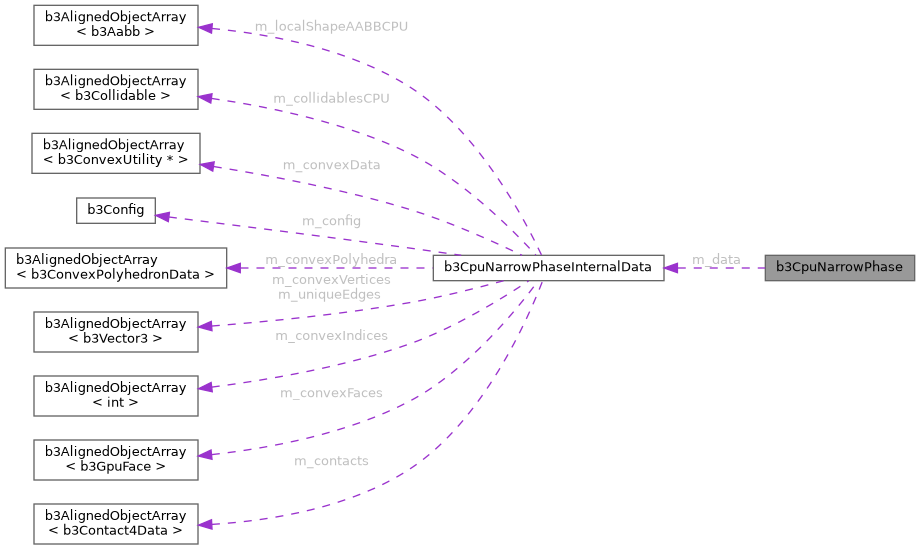 b3AlignedObjectArray
< b3Aabb >
m_localShapeAABBCPU
b3AlignedObjectArray
< b3Collidable >
m_collidablesCPU
b3AlignedObjectArray
< b3ConvexUtility * >
m_convexData
b3Config
m_config
b3AlignedObjectArray
< b3ConvexPolyhedronData >
m_convexPolyhedra
b3CpuNarrowPhaseInternalData
m_data
b3CpuNarrowPhase
m_convexVertices
m_uniqueEdges
b3AlignedObjectArray
< b3Vector3 >
m_convexIndices
b3AlignedObjectArray
< int >
m_convexFaces
b3AlignedObjectArray
< b3GpuFace >
m_contacts
b3AlignedObjectArray
< b3Contact4Data >